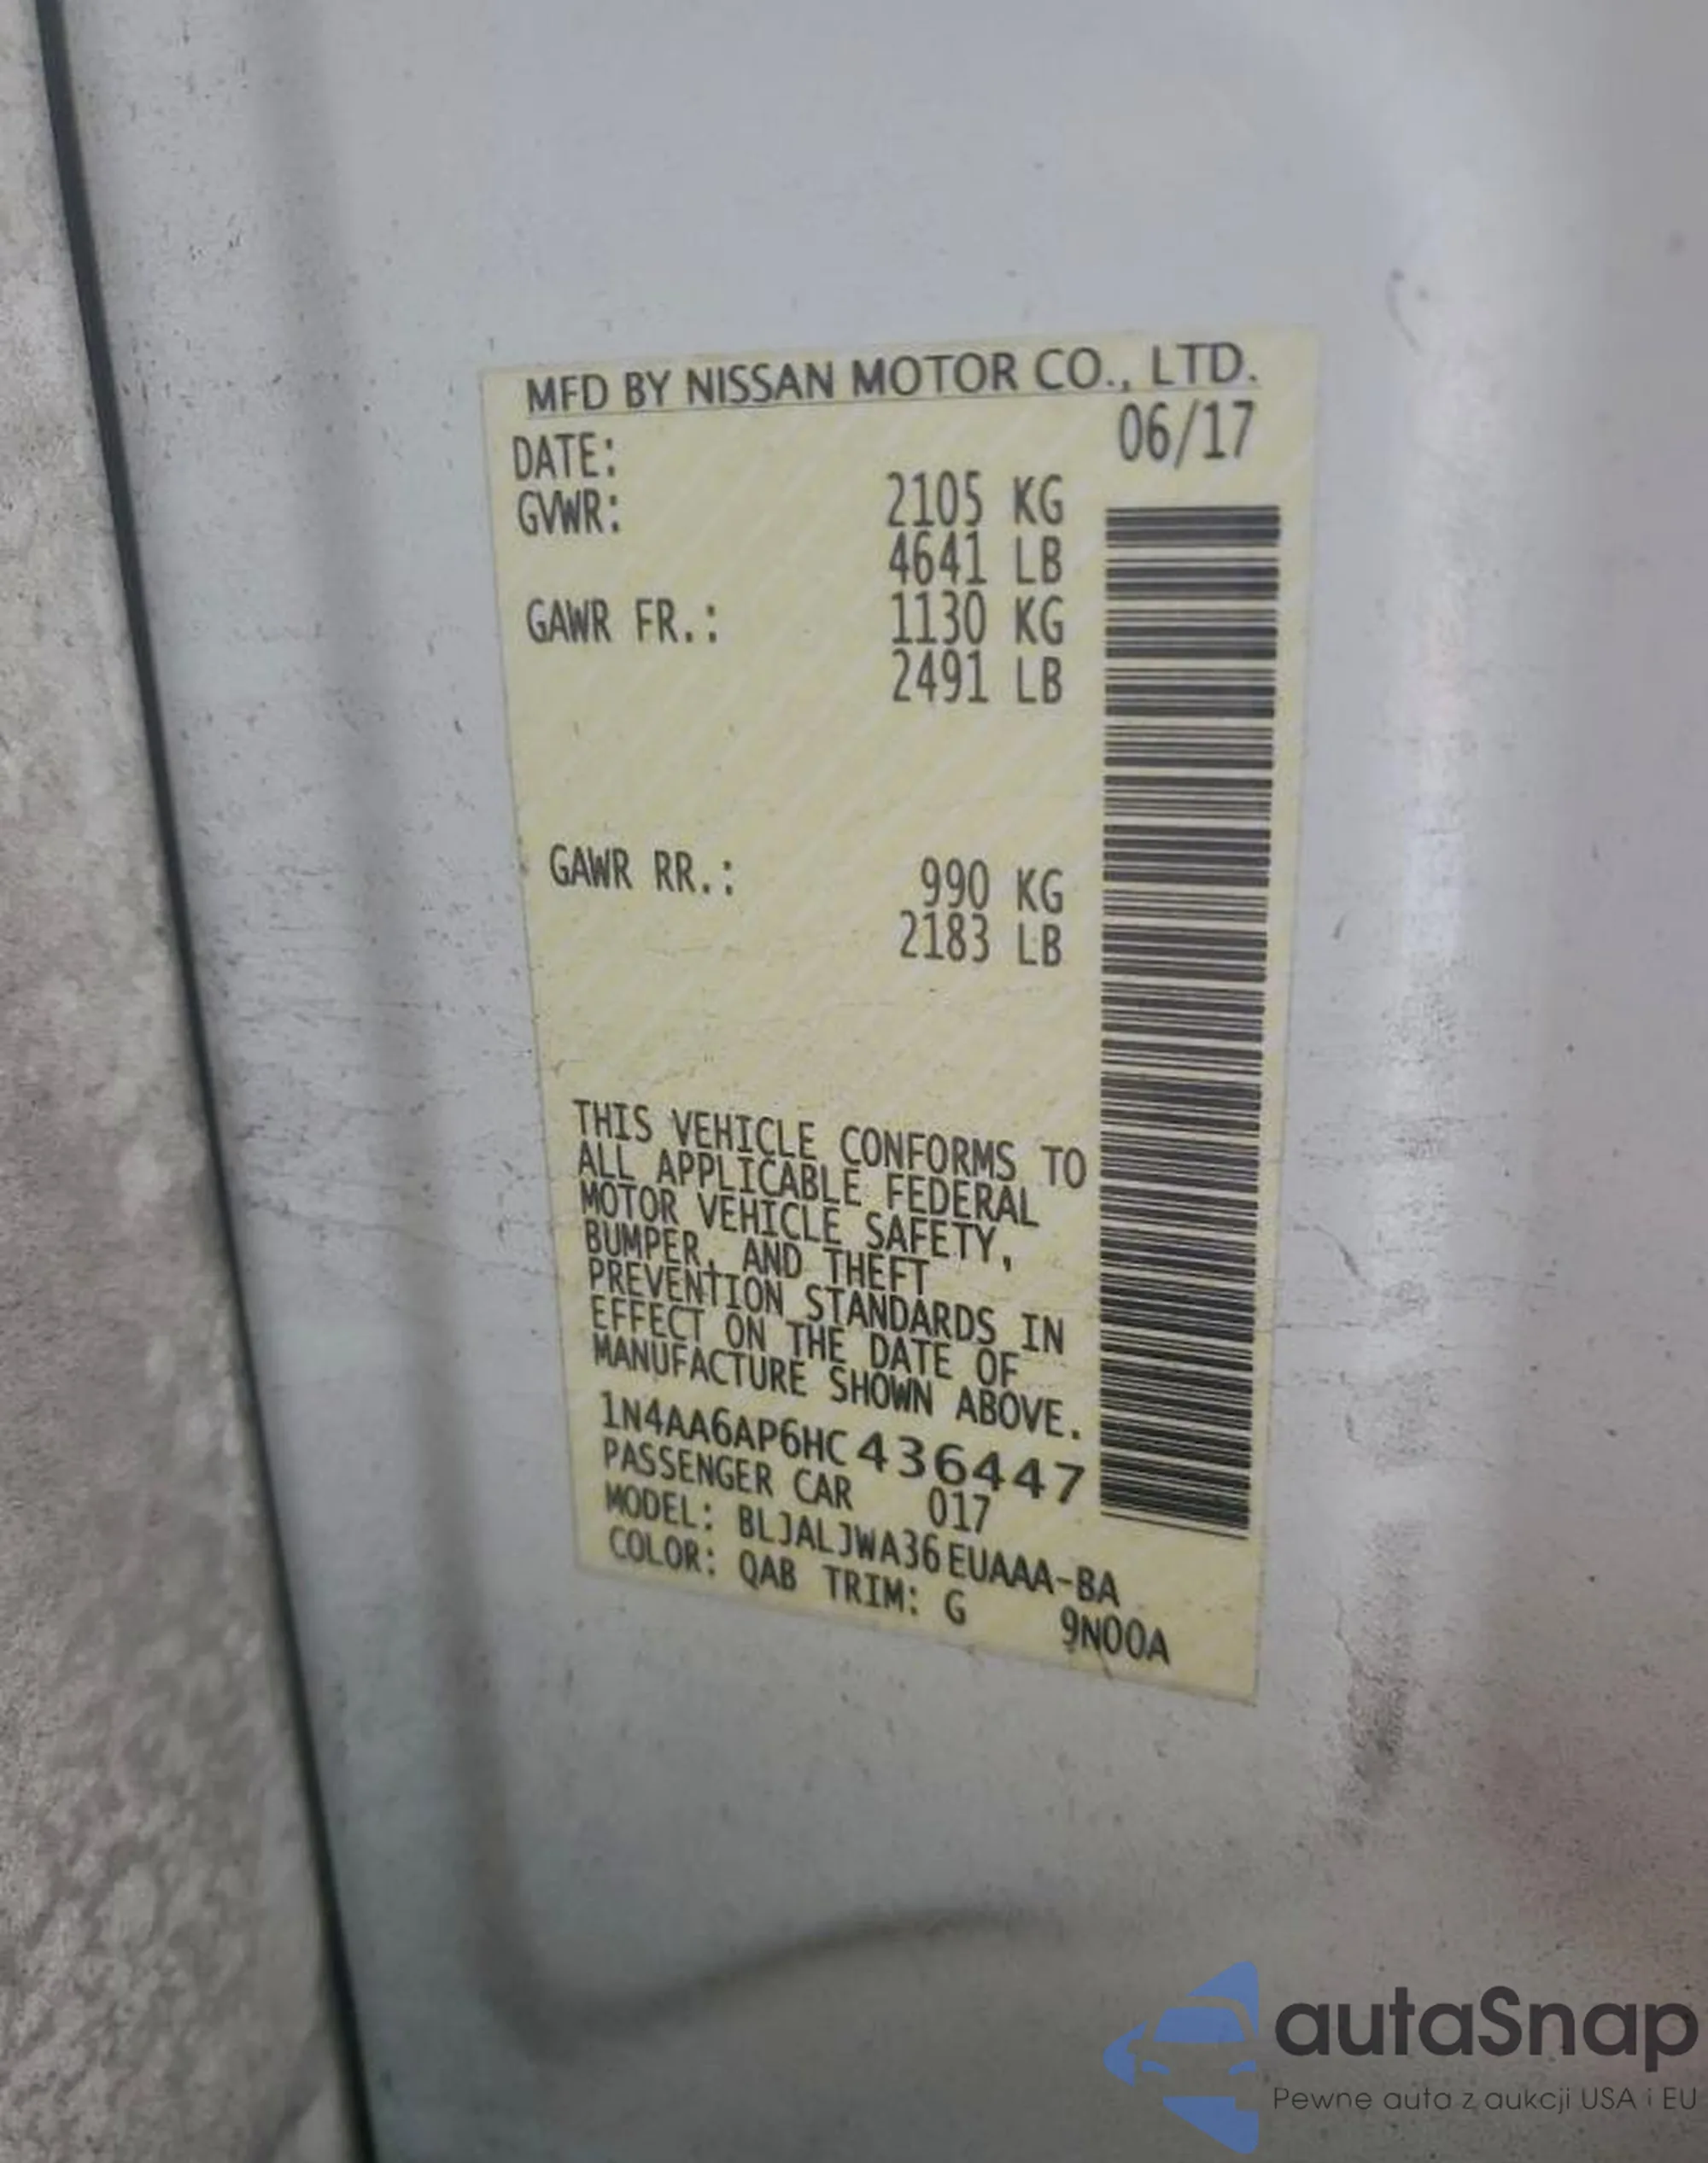 MFD BY NISSAN MOTOR CO., LTD.
DATE: 06/17
GVWR: 2105 KG
4641 LB
GAWR FR.: 1130 KG
2491 LB
GAWR RR.: 990 KG
2183 LB
THIS VEHICLE CONFORMS TO
ALL APPLICABLE FEDERAL
MOTOR VEHICLE SAFETY,
BUMPER, AND THEFT
PREVENTION STANDARDS IN
EFFECT ON THE DATE OF
MANUFACTURE SHOWN ABOVE.
1N4AA6AP6HC436447
PASSENGER CAR 017
MODEL: BLJALJWA36EUAAA-BA
COLOR: QAB TRIM: G 9N00A
autaSnap
Pewne auta z aukcji USA i EU